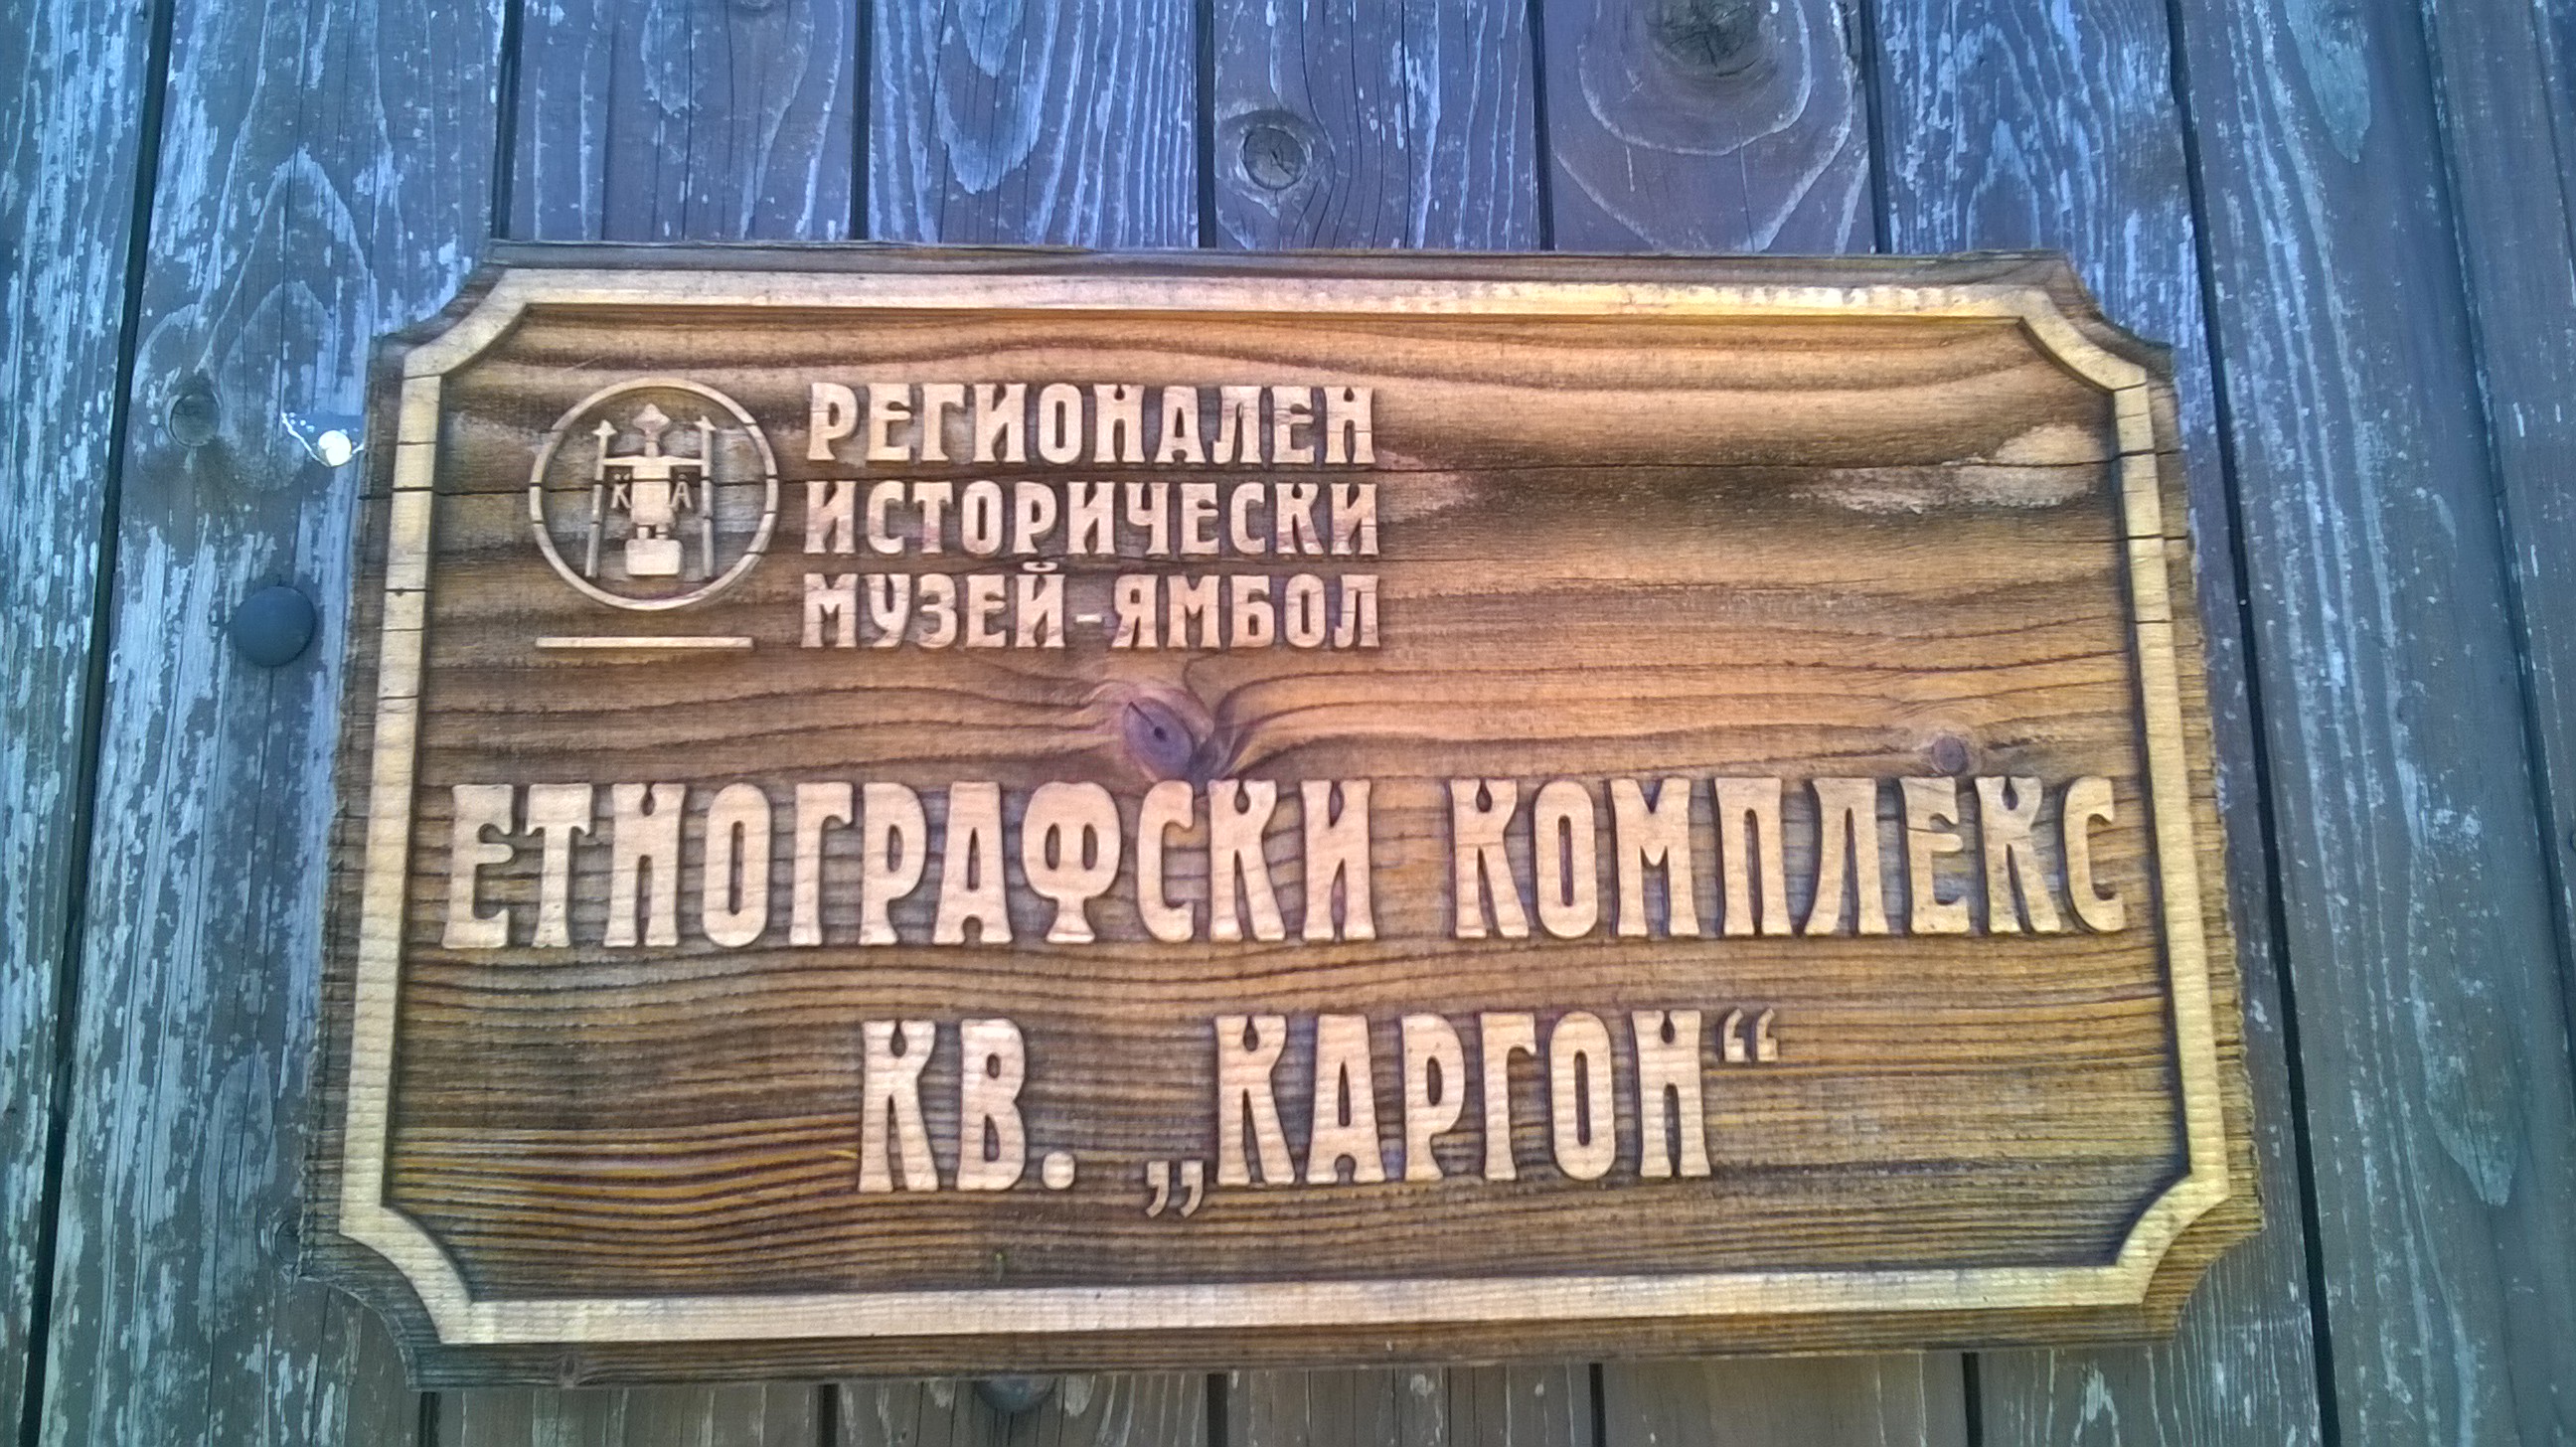 К А
РЕГИОНАЛЕН
ИСТОРИЧЕСКИ
МУЗЕЙ-ЯМБОЛ
ЕТНОГРАФСКИ КОМПЛЕКС
КВ. „КАРГОН“